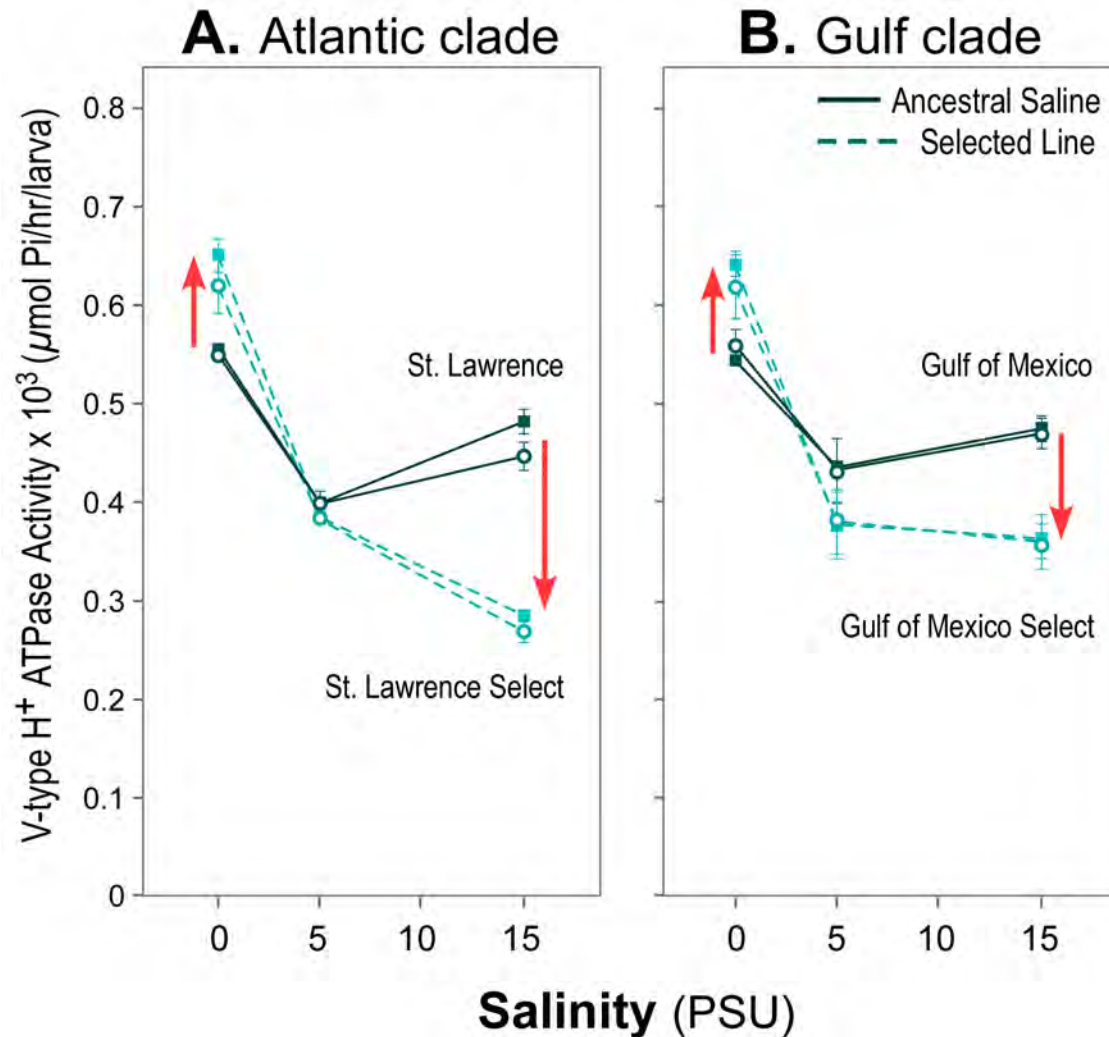 A. Atlantic clade
B. Gulf clade
V-type H+ ATPase Activity x 10³ (µmol Pi/hr/larva)
0.8
0.7
0.6
0.5
0.4
0.3
0.2
0.1
0
Ancestral Saline
Selected Line
St. Lawrence
St. Lawrence Select
Gulf of Mexico
Gulf of Mexico Select
0 5 10 15
0 5 10 15
Salinity (PSU)